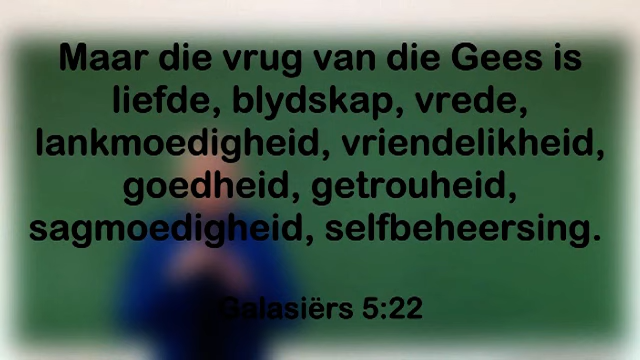 Maar die vrug van die Gees is
liefde, blydskap, vrede,
lankmoedigheid, vriendelikheid,
goedheid, getrouheid,
sagmoedigheid, selfbeheersing.
Galasiërs 5:22